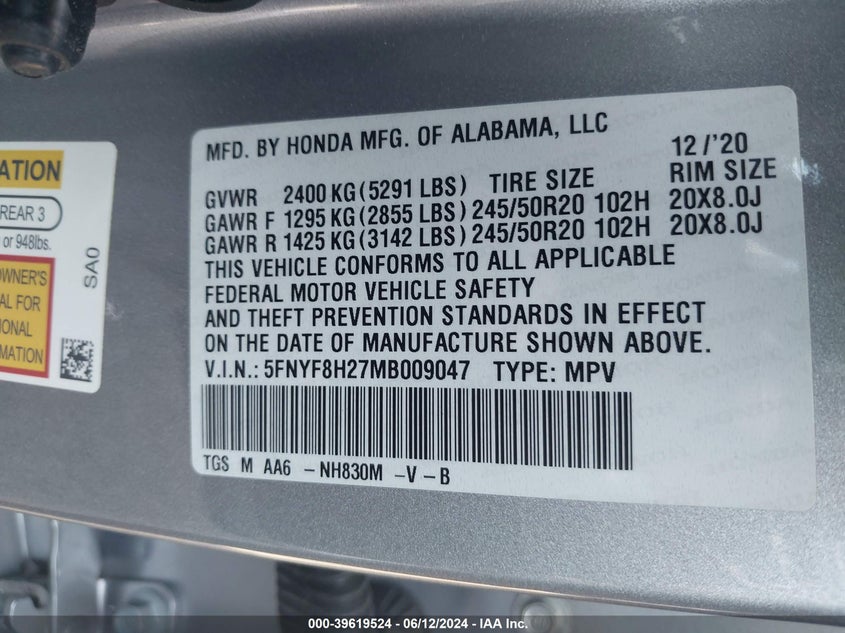 ATION
REAR 3
or 948lbs.
OWNER'S
AL FOR
IONAL
RMATION
SA0
MFD. BY HONDA MFG. OF ALABAMA, LLC 12/'20
GVWR 2400 KG(5291 LBS) TIRE SIZE RIM SIZE
GAWR F 1295 KG(2855 LBS) 245/50R20 102H 20X8.0J
GAWR R 1425 KG(3142 LBS) 245/50R20 102H 20X8.0J
THIS VEHICLE CONFORMS TO ALL APPLICABLE
FEDERAL MOTOR VEHICLE SAFETY
AND THEFT PREVENTION STANDARDS IN EFFECT
ON THE DATE OF MANUFACTURE SHOWN ABOVE.
V.I.N.: 5FNYF8H27MB009047 TYPE: MPV
TGS M AA6 -NH830M -V-B
000-39619524 - 06/12/2024 - IAA Inc.